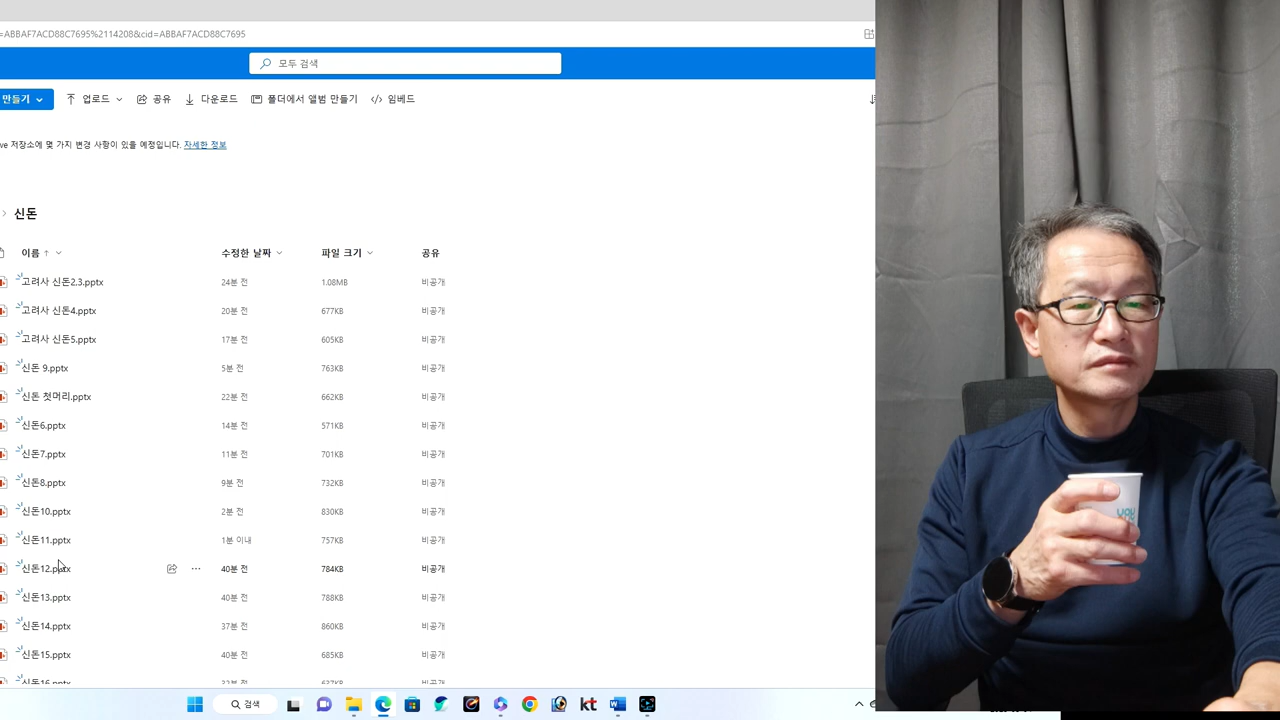 =ABBAF7ACD88C7695%2114208&cid=ABBAF7ACD88C7695
모두 검색
만들기 업로드 공유 다운로드 폴더에서 앨범 만들기 임베드
ve 저장소에 몇 가지 변경 사항이 있을 예정입니다. 자세한 정보
신돈
이름 수정한 날짜 파일 크기 공유
고려사 신돈2.3.pptx 24분 전 1.08MB 비공개
고려사 신돈4.pptx 20분 전 677KB 비공개
고려사 신돈5.pptx 17분 전 605KB 비공개
신돈 9.pptx 5분 전 763KB 비공개
신돈 첫머리.pptx 22분 전 662KB 비공개
신돈6.pptx 14분 전 571KB 비공개
신돈7.pptx 11분 전 701KB 비공개
신돈8.pptx 9분 전 732KB 비공개
신돈10.pptx 2분 전 830KB 비공개
신돈11.pptx 1분 이내 757KB 비공개
신돈12.pptx 40분 전 784KB 비공개
신돈13.pptx 40분 전 788KB 비공개
신돈14.pptx 37분 전 860KB 비공개
신돈15.pptx 40분 전 685KB 비공개
신돈16.pptx 32분 전 637KB 비공개
검색 kt